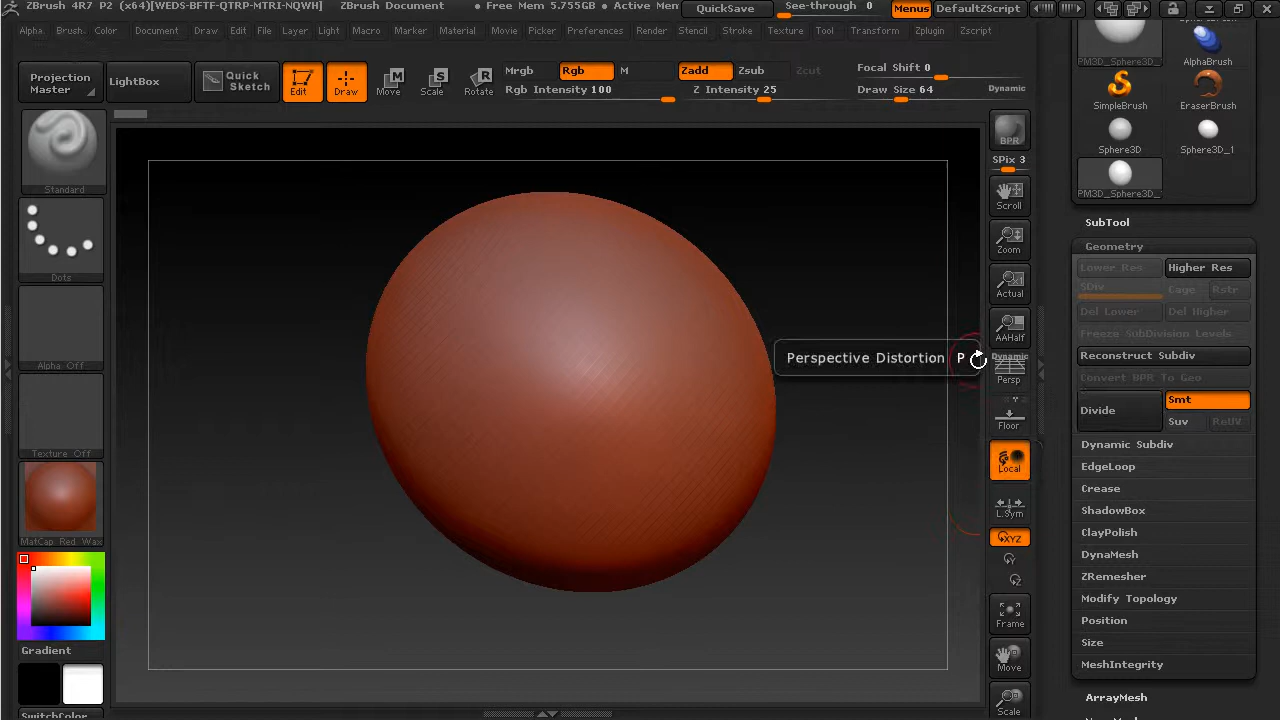 ZBrush 4R7 P2 (x64)[WEDS-BFTF-QTRP-MTRI-NQWH] ZBrush Document • Free Mem 5.755GB • Active Mem QuickSave See-through 0 Menus DefaultZScript
Alpha Brush Color Document Draw Edit File Layer Light Macro Marker Material Movie Picker Preferences Render Stencil Stroke Texture Tool Transform Zplugin Zscript
Projection Master
LightBox
Quick Sketch
Edit
Draw
Move
Scale
Rotate
Mrgb Rgb M
Rgb Intensity 100
Zadd Zsub Zcut
Z Intensity 25
Focal Shift 0
Draw Size 64 Dynamic
Standard
Dots
Alpha Off
Texture Off
MatCap Red Wax
Gradient
SwitchColor
Perspective Distortion P
BPR
SPix 3
Scroll
Zoom
Actual
AAHalf
Dynamic
Persp
Floor
Local
L.Sym
XYZ
Y
Z
Frame
Move
Scale
PM3D_Sphere3D_ AlphaBrush
SimpleBrush EraserBrush
Sphere3D Sphere3D_1
PM3D_Sphere3D_
SubTool
Geometry
Lower Res Higher Res
SDiv Cage Rstr
Del Lower Del Higher
Freeze SubDivision Levels
Reconstruct Subdiv
Convert BPR To Geo
Divide Smt
Suv ReUV
Dynamic Subdiv
EdgeLoop
Crease
ShadowBox
ClayPolish
DynaMesh
ZRemesher
Modify Topology
Position
Size
MeshIntegrity
ArrayMesh